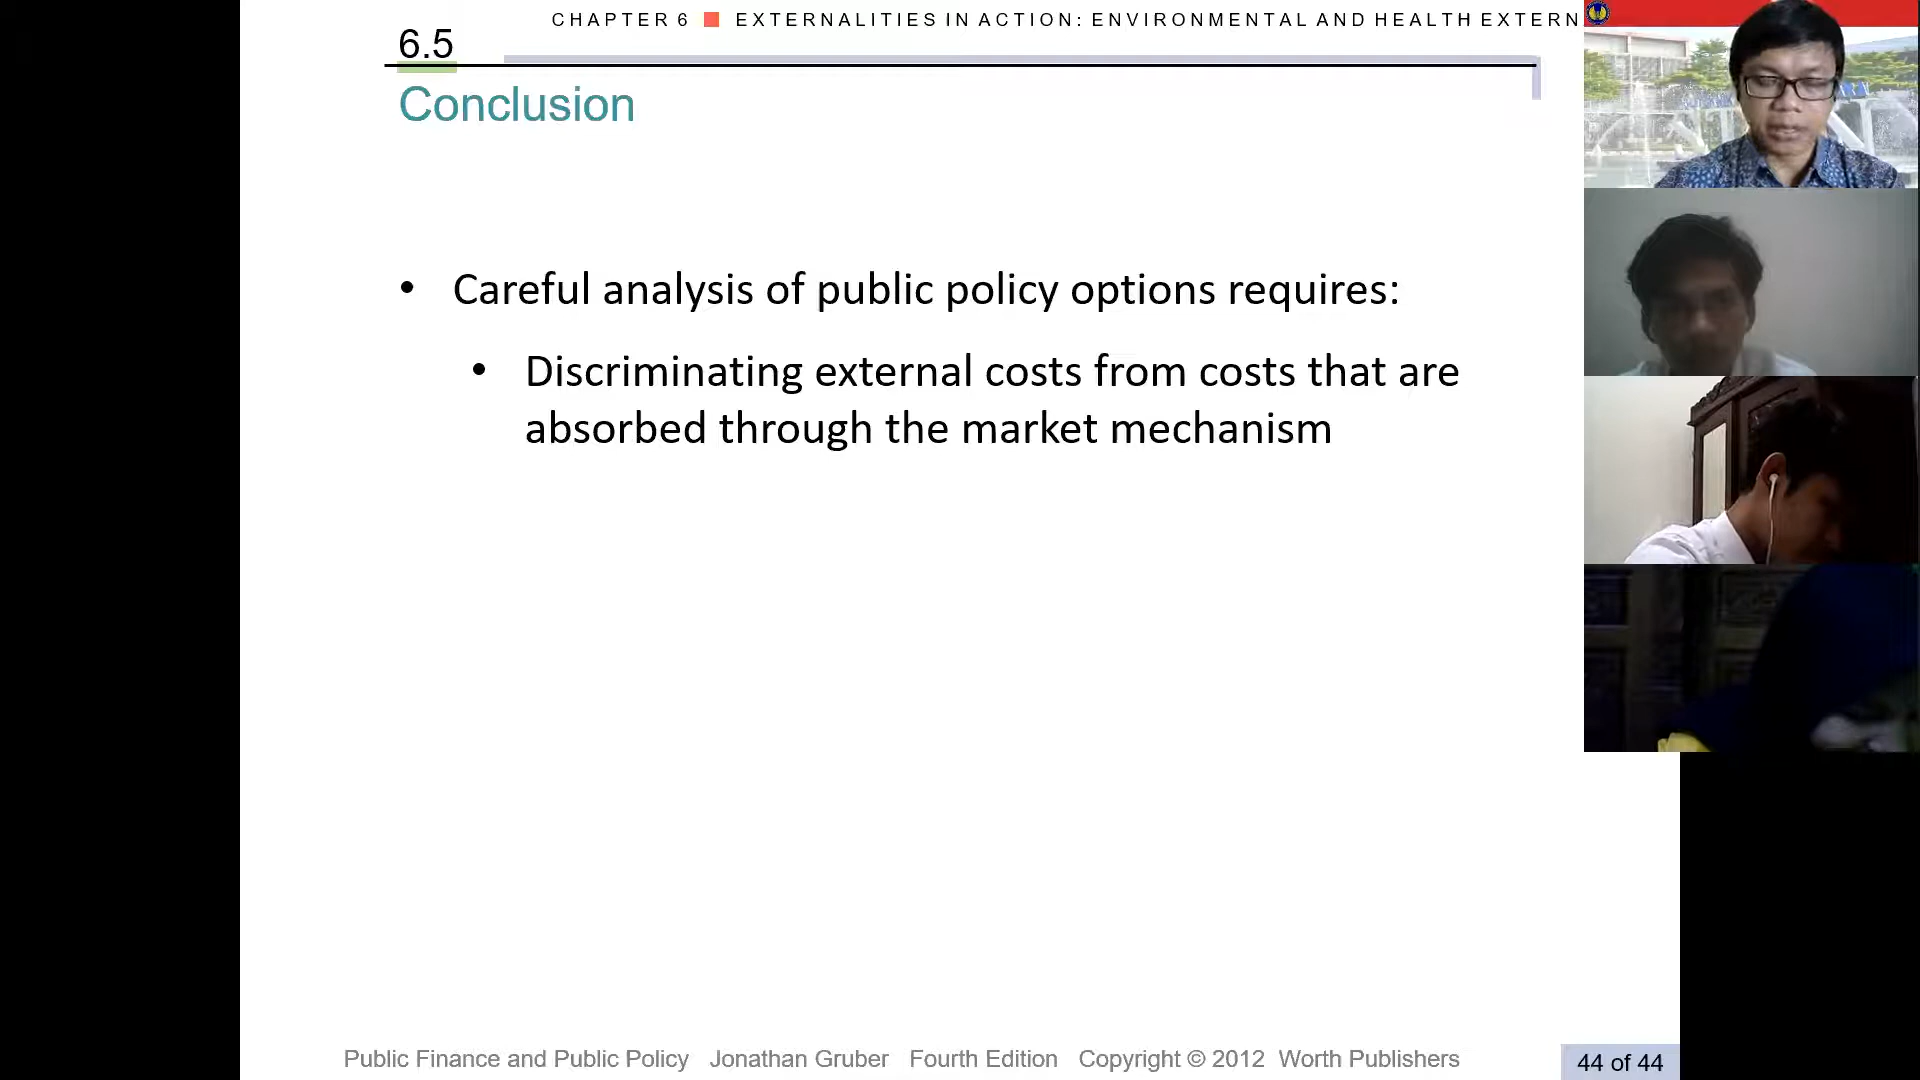 CHAPTER 6 ■ EXTERNALITIES IN ACTION: ENVIRONMENTAL AND HEALTH EXTERN
6.5
Conclusion
• Careful analysis of public policy options requires:
• Discriminating external costs from costs that are
absorbed through the market mechanism
Public Finance and Public Policy Jonathan Gruber Fourth Edition Copyright © 2012 Worth Publishers
44 of 44